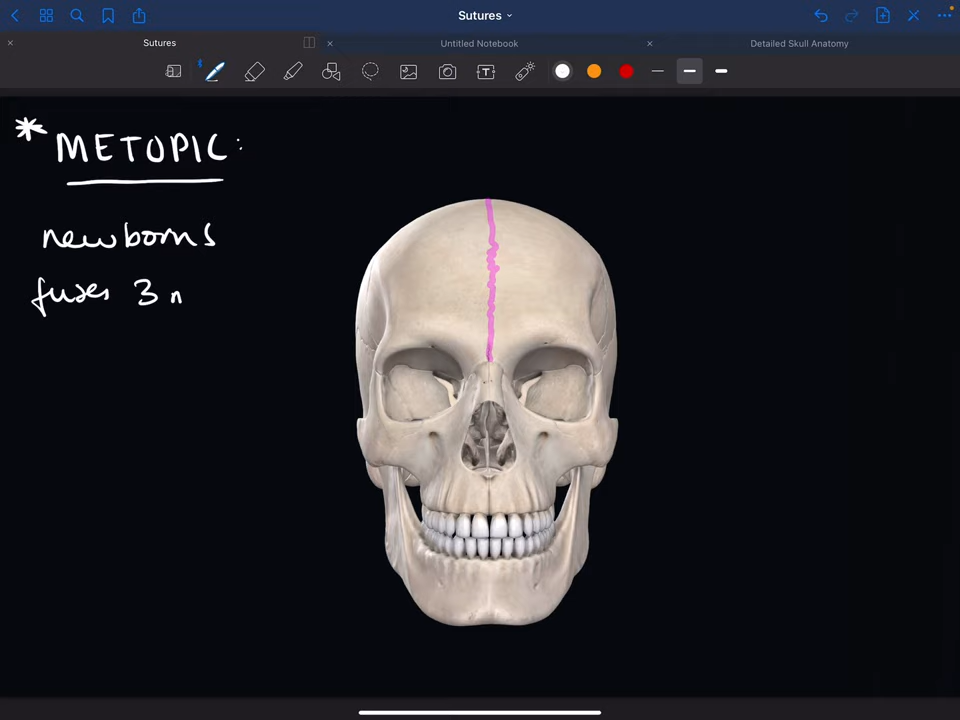 Sutures
Sutures
Untitled Notebook
Detailed Skull Anatomy
* METOPIC:
newborns
fuses 3 n